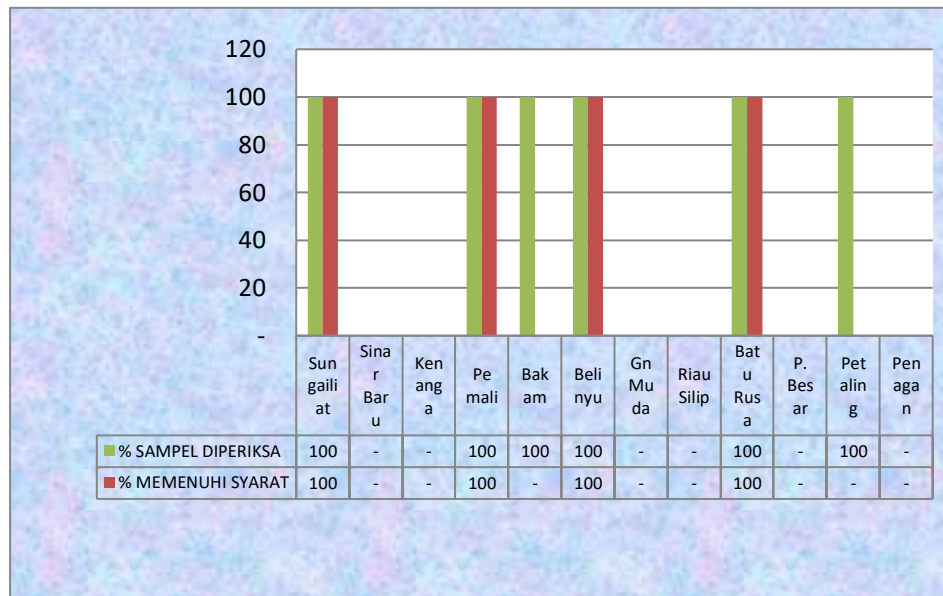 120
100
80
60
40
20
-
Sun gaili at
Sina r Bar u
Ken ang a
Pe mali
Bak am
Beli nyu
Gn Mu da
Riau Silip
Bat u Rus a
P. Bes ar
Pet alin g
Pen aga n
% SAMPEL DIPERIKSA 100 - - 100 100 100 - - 100 - 100 -
% MEMENUHI SYARAT 100 - - 100 - 100 - - 100 - - -